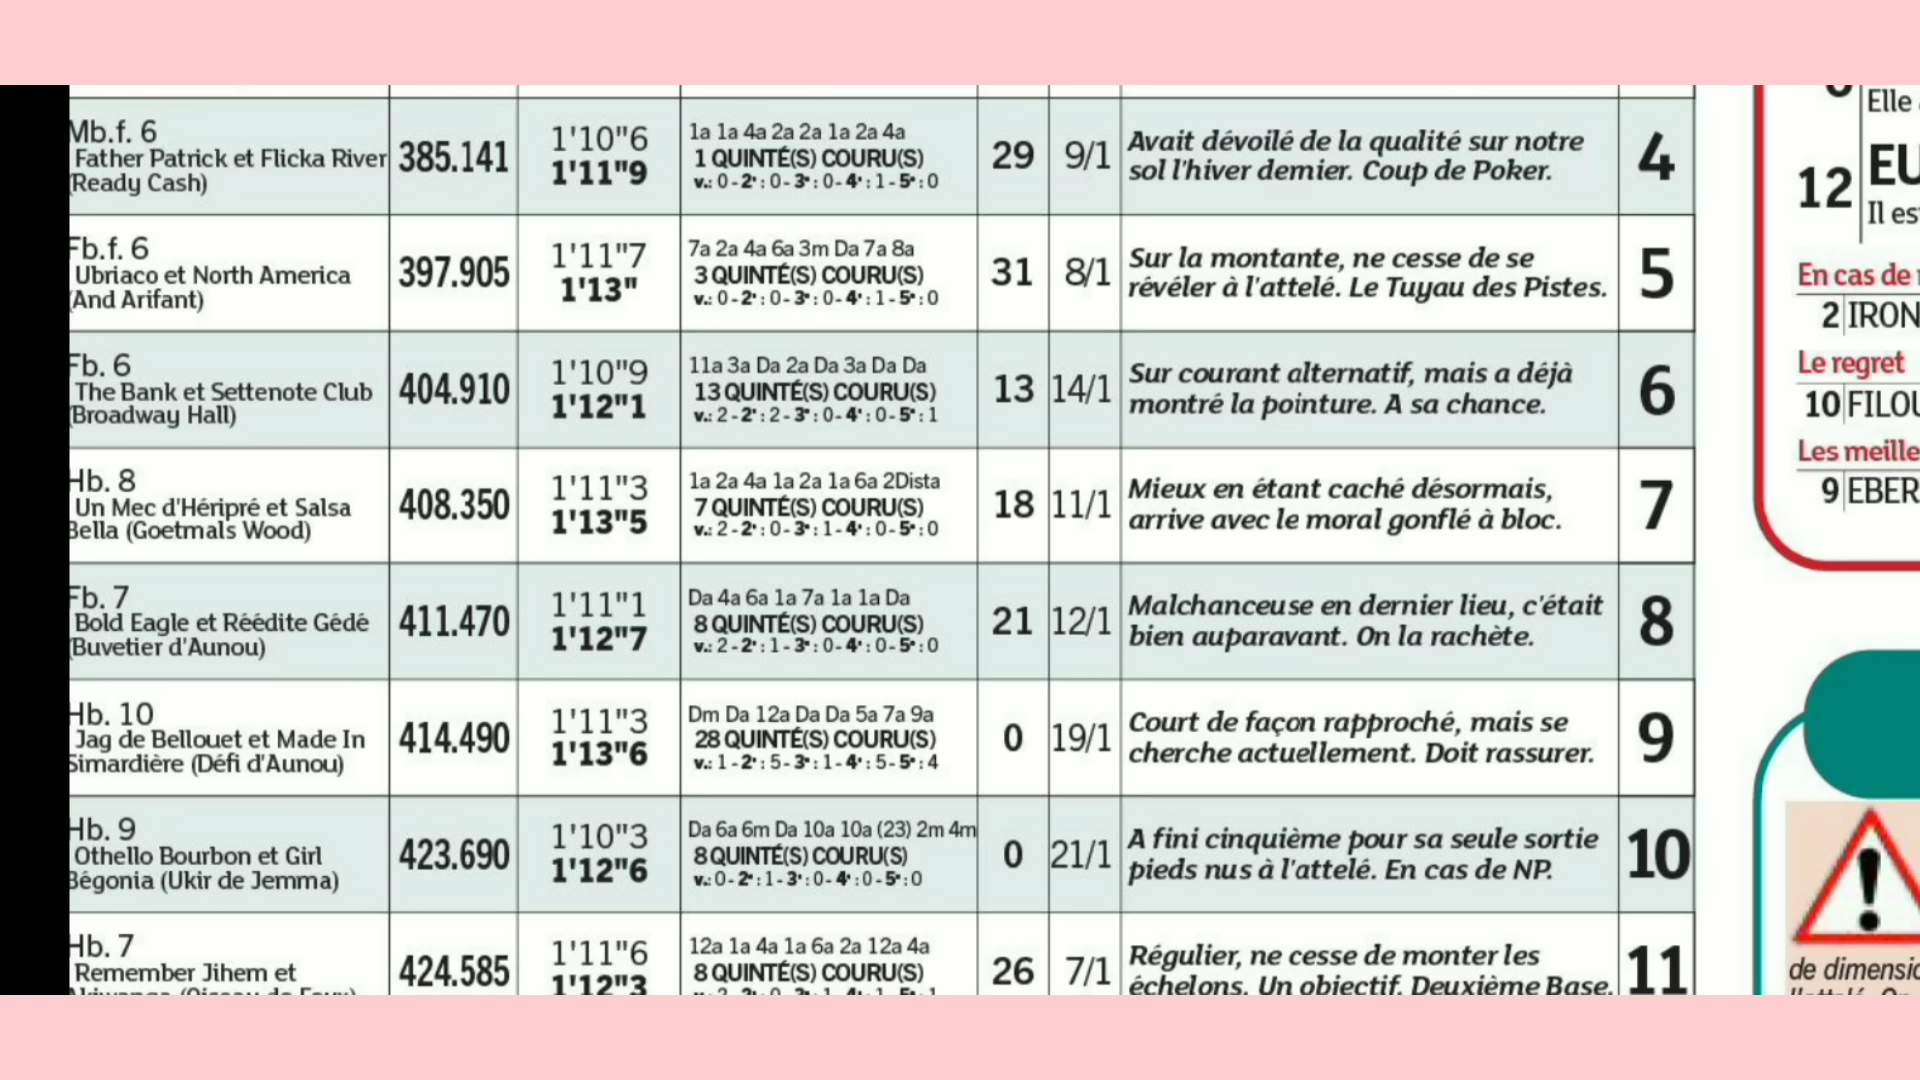 Mb.f. 6
Father Patrick et Flicka River
(Ready Cash)
385.141
1'10"6
1'11"9
1a 1a 4a 2a 2a 1a 2a 4a
1 QUINTÉ(S) COURU(S)
v.: 0 - 2e : 0 - 3e : 0 - 4e : 1 - 5e : 0
29
9/1
Avait dévoilé de la qualité sur notre
sol l'hiver dernier. Coup de Poker.
4
Fb.f. 6
Ubriaco et North America
(And Arifant)
397.905
1'11"7
1'13"
7a 2a 4a 6a 3m Da 7a 8a
3 QUINTÉ(S) COURU(S)
v.: 0 - 2e : 0 - 3e : 0 - 4e : 1 - 5e : 0
31
8/1
Sur la montante, ne cesse de se
révéler à l'attelé. Le Tuyau des Pistes.
5
Fb. 6
The Bank et Settenote Club
(Broadway Hall)
404.910
1'10"9
1'12"1
11a 3a Da 2a Da 3a Da Da
13 QUINTÉ(S) COURU(S)
v.: 2 - 2e : 2 - 3e : 0 - 4e : 0 - 5e : 1
13
14/1
Sur courant alternatif, mais a déjà
montré la pointure. A sa chance.
6
Hb. 8
Un Mec d'Héripré et Salsa
Bella (Goetmals Wood)
408.350
1'11"3
1'13"5
1a 2a 4a 1a 2a 1a 6a 2Dista
7 QUINTÉ(S) COURU(S)
v.: 2 - 2e : 0 - 3e : 1 - 4e : 0 - 5e : 0
18
11/1
Mieux en étant caché désormais,
arrive avec le moral gonflé à bloc.
7
Fb. 7
Bold Eagle et Réédite Gédé
(Buvetier d'Aunou)
411.470
1'11"1
1'12"7
Da 4a 6a 1a 7a 1a 1a Da
8 QUINTÉ(S) COURU(S)
v.: 2 - 2e : 1 - 3e : 0 - 4e : 0 - 5e : 0
21
12/1
Malchanceuse en dernier lieu, c'était
bien auparavant. On la rachète.
8
Hb. 10
Jag de Bellouet et Made In
Simardière (Défi d'Aunou)
414.490
1'11"3
1'13"6
Dm Da 12a Da Da 5a 7a 9a
28 QUINTÉ(S) COURU(S)
v.: 1 - 2e : 5 - 3e : 1 - 4e : 5 - 5e : 4
0
19/1
Court de façon rapproché, mais se
cherche actuellement. Doit rassurer.
9
Hb. 9
Othello Bourbon et Girl
Bégonia (Ukir de Jemma)
423.690
1'10"3
1'12"6
Da 6a 6m Da 10a 10a (23) 2m 4m
8 QUINTÉ(S) COURU(S)
v.: 0 - 2e : 1 - 3e : 0 - 4e : 0 - 5e : 0
0
21/1
A fini cinquième pour sa seule sortie
pieds nus à l'attelé. En cas de NP.
10
Hb. 7
Remember Jihem et
424.585
1'11"6
1'12"3
12a 1a 4a 1a 6a 2a 12a 4a
8 QUINTÉ(S) COURU(S)
26
7/1
Régulier, ne cesse de monter les
échelons. Un objectif. Deuxième Base.
11
Elle
12
EU
Il es
En cas de
2 IRON
Le regret
10 FILOU
Les meille
9 EBER
de dimensio